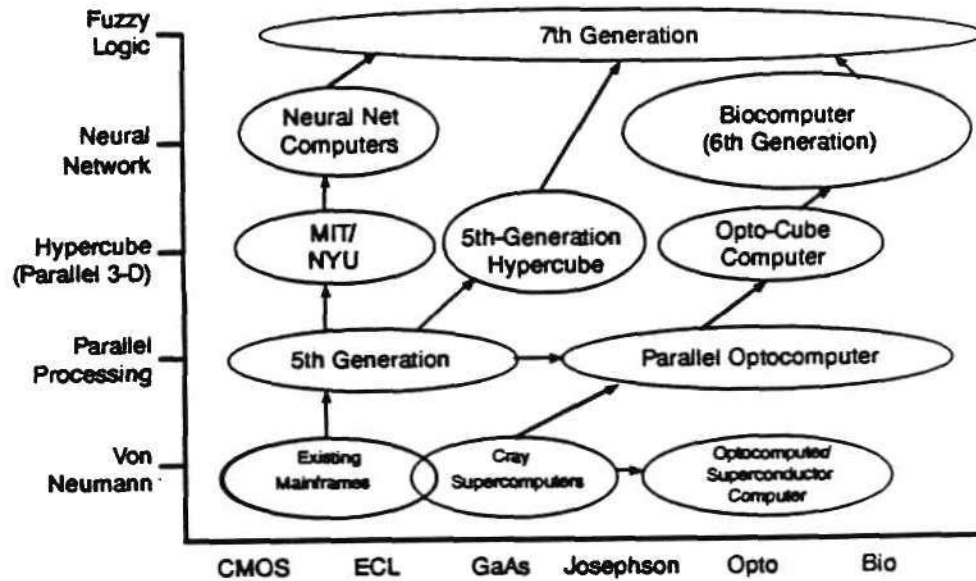 Fuzzy
Logic
7th Generation
Neural
Network
Neural Net
Computers
Biocomputer
(6th Generation)
Hypercube
(Parallel 3-D)
MIT/
NYU
5th-Generation
Hypercube
Opto-Cube
Computer
Parallel
Processing
5th Generation
Parallel Optocomputer
Von
Neumann
Existing
Mainframes
Cray
Supercomputers
Optocomputed/
Superconductor
Computer
CMOS ECL GaAs Josephson Opto Bio